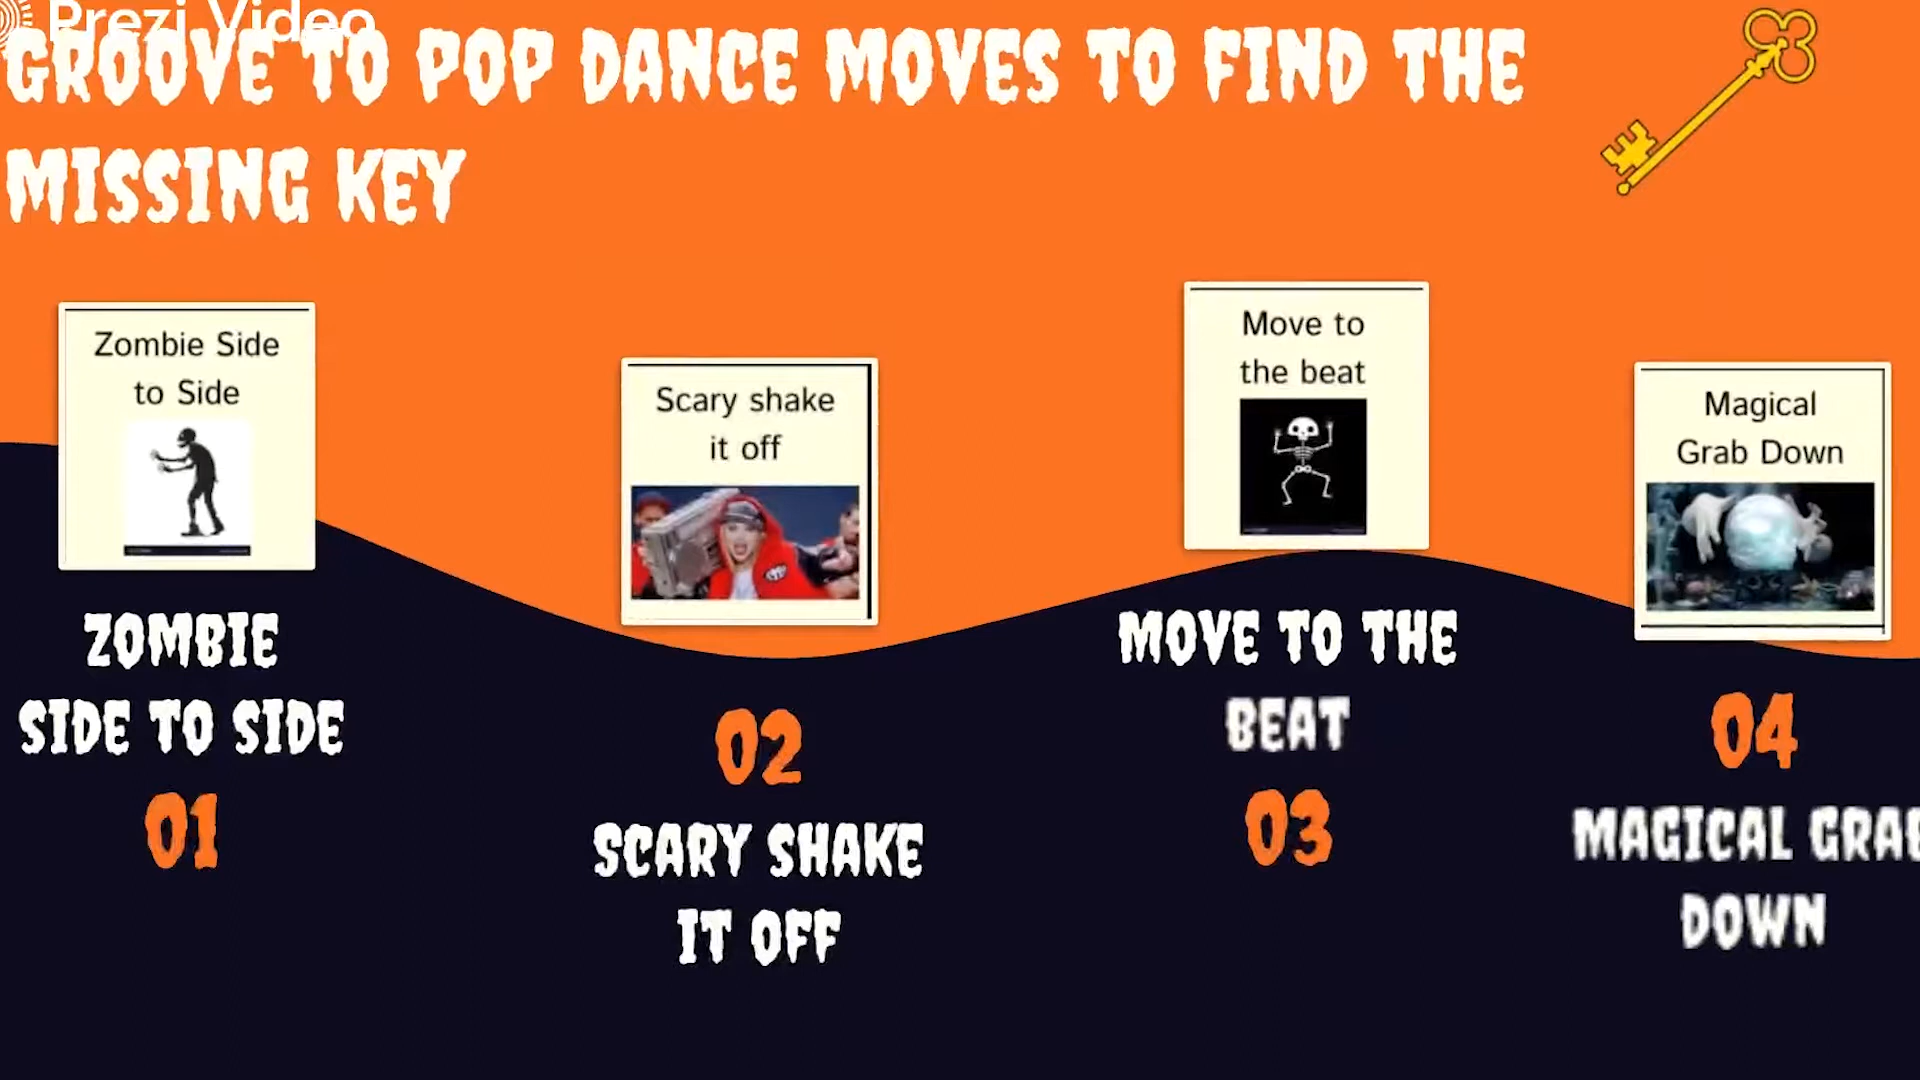 Prezi Video
GROOVE TO POP DANCE MOVES TO FIND THE
MISSING KEY
Zombie Side
to Side
ZOMBIE
SIDE TO SIDE
01
Scary shake
it off
02
SCARY SHAKE
IT OFF
Move to
the beat
MOVE TO THE
BEAT
03
Magical
Grab Down
04
MAGICAL GRAB
DOWN